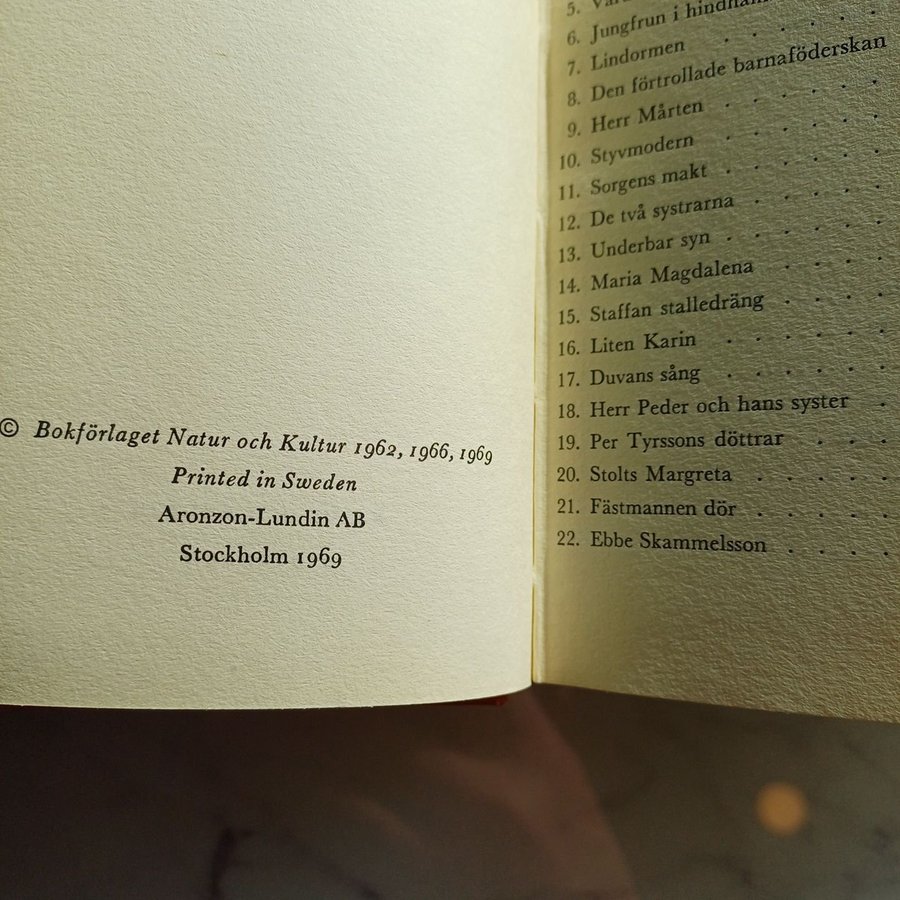 © Bokförlaget Natur och Kultur 1962, 1966, 1969
Printed in Sweden
Aronzon-Lundin AB
Stockholm 1969
5.
6. Jungfrun i
7. Lindormen
8. Den förtrollade barnaföderskan
9. Herr Mårten
10. Styvmodern
11. Sorgens makt
12. De två systrarna
13. Underbar syn
14. Maria Magdalena
15. Staffan stalledräng
16. Liten Karin
17. Duvans sång
18. Herr Peder och hans syster
19. Per Tyrssons döttrar
20. Stolts Margreta
21. Fästmannen dör
22. Ebbe Skammelsson